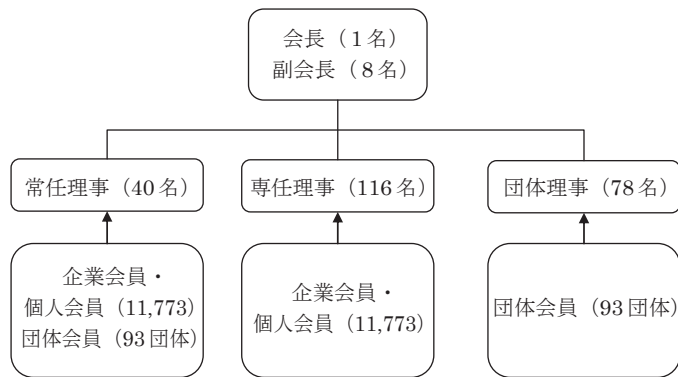 会長（1名）
副会長（8名）
常任理事（40名）
専任理事（116名）
団体理事（78名）
企業会員・
個人会員（11,773）
団体会員（93団体）
企業会員・
個人会員（11,773）
団体会員（93団体）